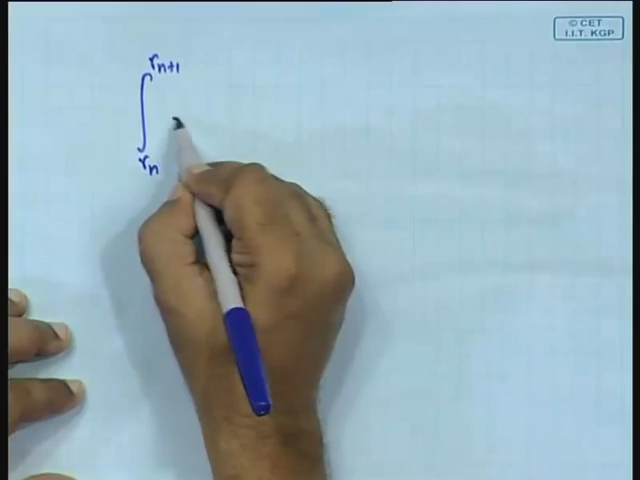 © CET
I.I.T. KGP
r_{n+1}
∫
r_n